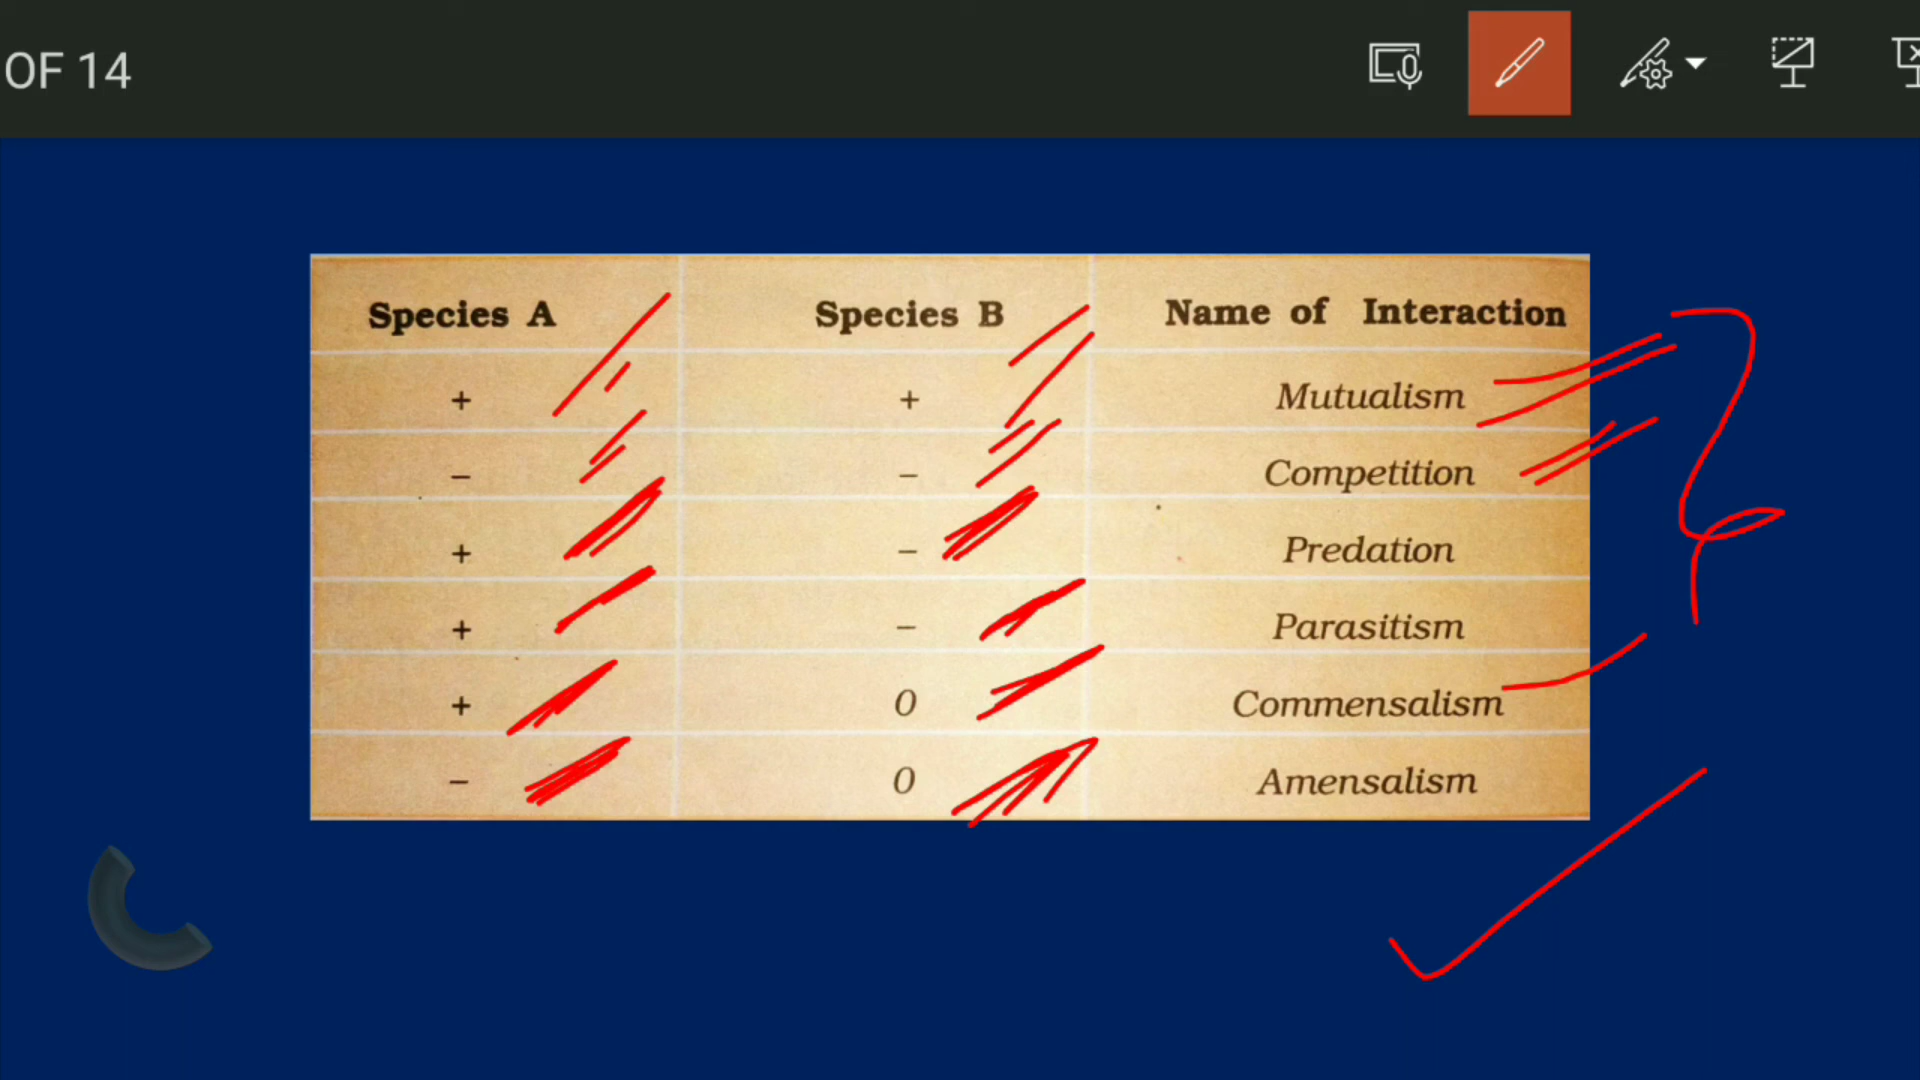 OF 14
Species A Species B Name of Interaction
+ + Mutualism
– – Competition
+ – Predation
+ – Parasitism
+ 0 Commensalism
– 0 Amensalism